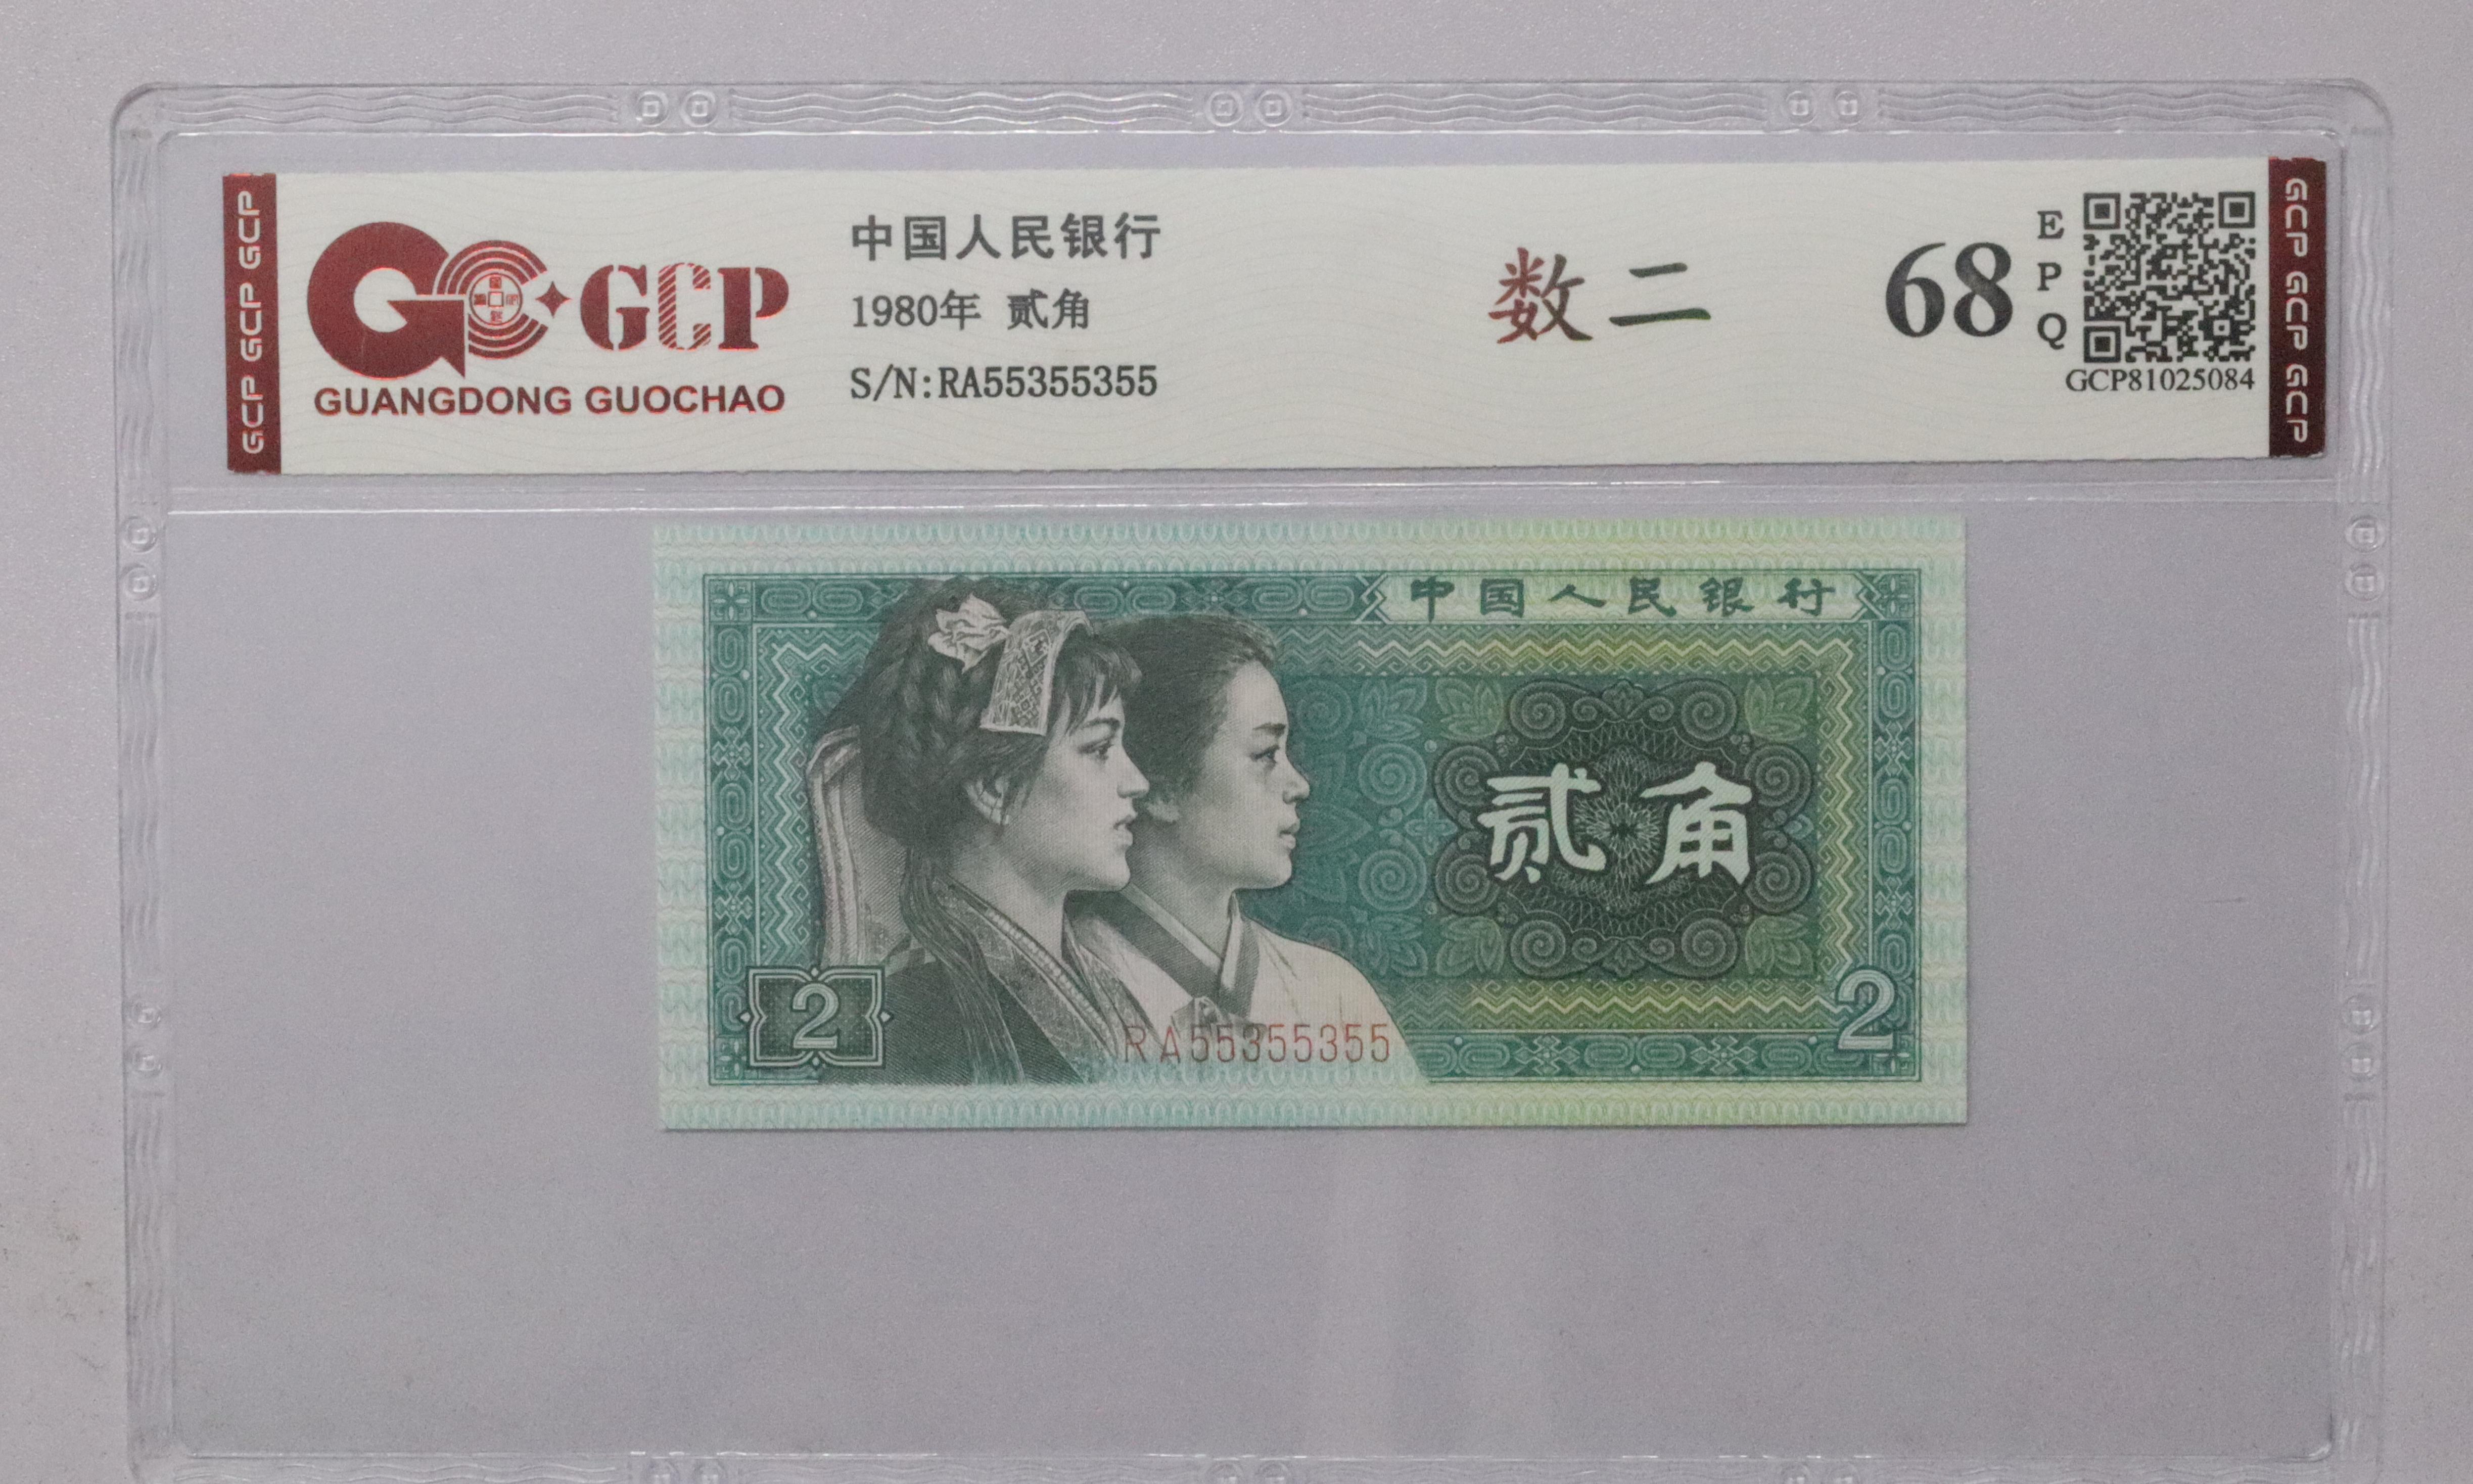 GCP GCP GCP
GCP
GUANGDONG GUOCHAO
中国人民银行
1980年 贰角
S/N:RA55355355
数二
68
EPQ
GCP81025084
GCP GCP GCP
中国人民银行
贰角
2
RA55355355
2